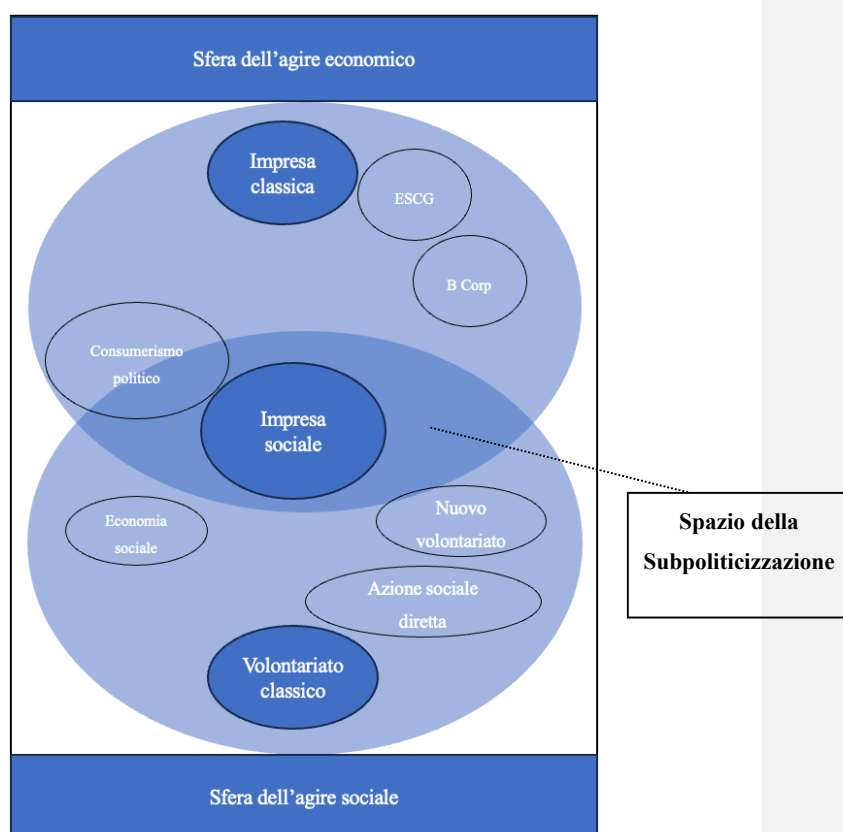 Sfera dell’agire economico
Impresa
classica
ESCG
B Corp
Consumerismo
politico
Impresa
sociale
Economia
sociale
Nuovo
volontariato
Spazio della
Subpoliticizzazione
Azione sociale
diretta
Volontariato
classico
Sfera dell’agire sociale